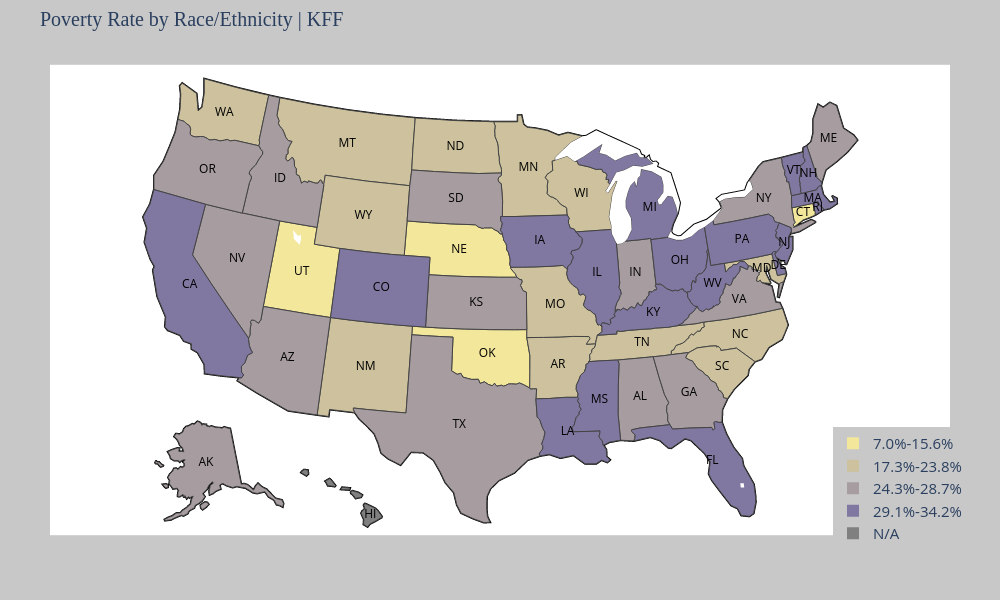 Poverty Rate by Race/Ethnicity | KFF
WA
MT
ND
MN
ME
OR
ID
SD
WI
VT
NH
WY
MI
NY
MA
CT
RI
NV
NE
IA
PA
NJ
UT
CO
IL
IN
OH
MD
DE
CA
KS
MO
WV
VA
KY
AZ
NM
OK
AR
TN
NC
SC
TX
MS
AL
GA
LA
FL
AK
HI
7.0%-15.6%
17.3%-23.8%
24.3%-28.7%
29.1%-34.2%
N/A